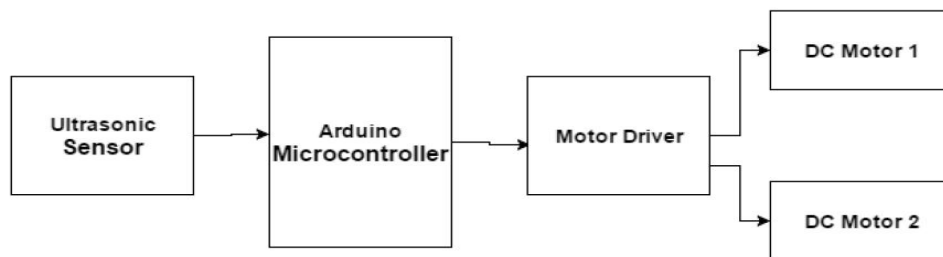 Ultrasonic
Sensor
Arduino
Microcontroller
Motor Driver
DC Motor 1
DC Motor 2